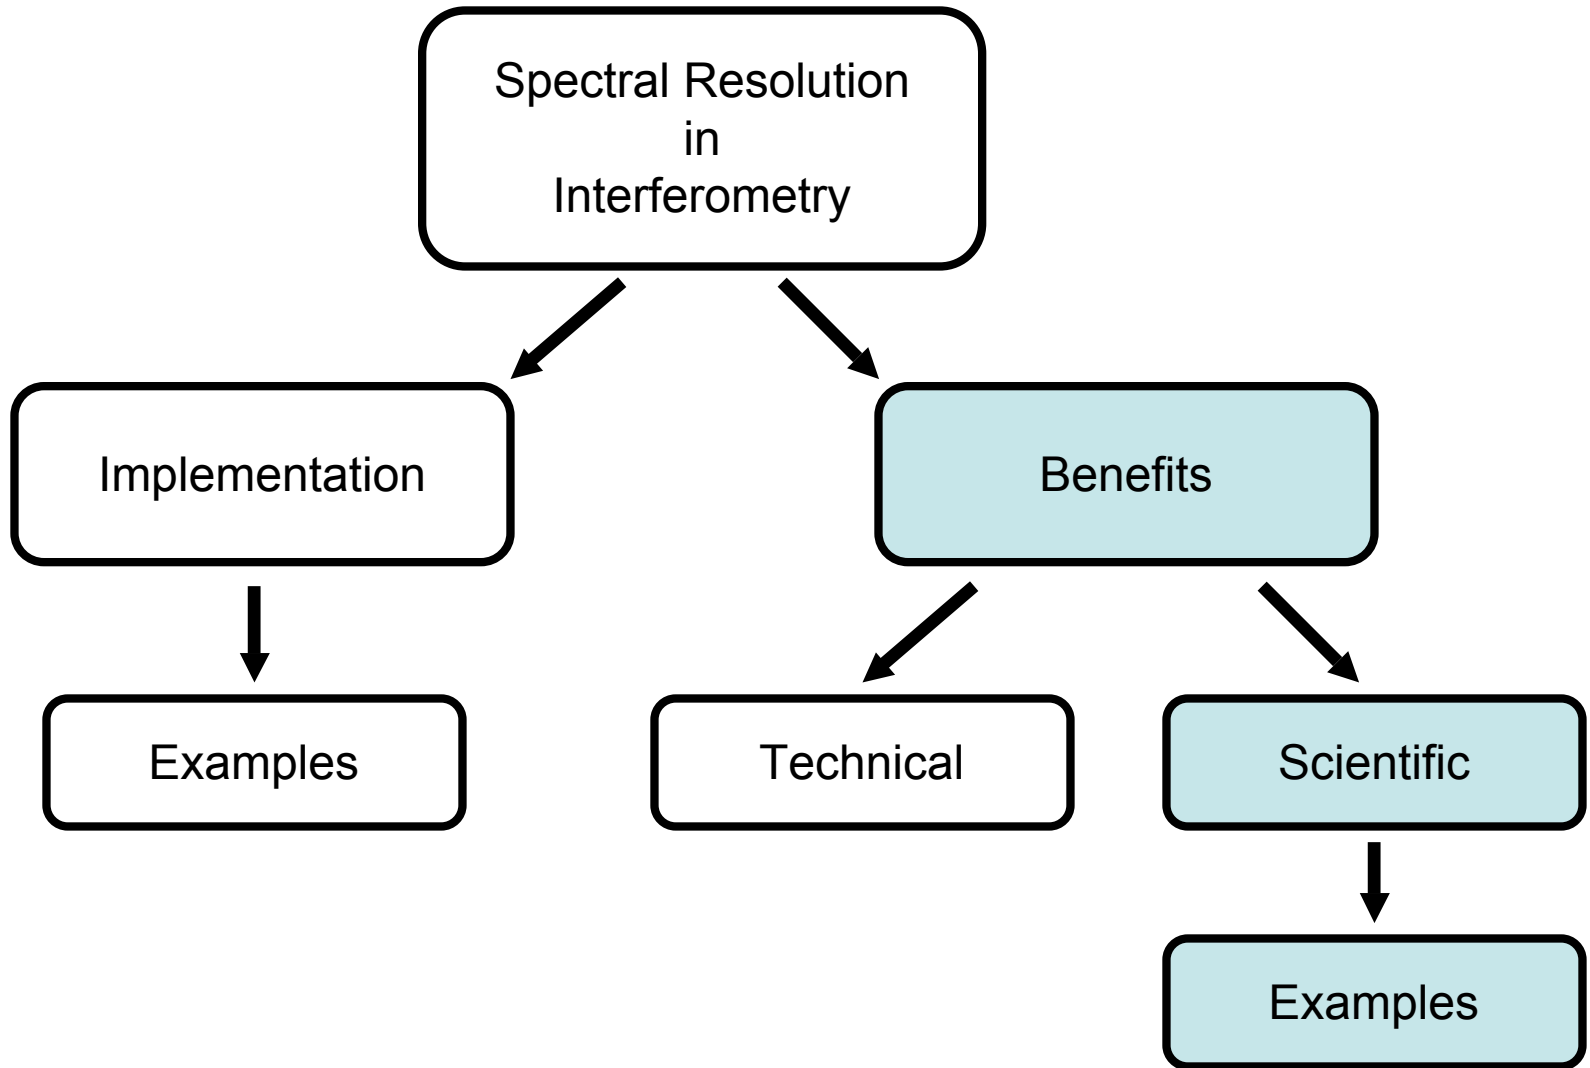 Spectral Resolution
in
Interferometry
Implementation
Benefits
Examples
Technical
Scientific
Examples